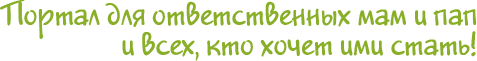 Портал для ответственных мам и пап
и всех, кто хочет ими стать!